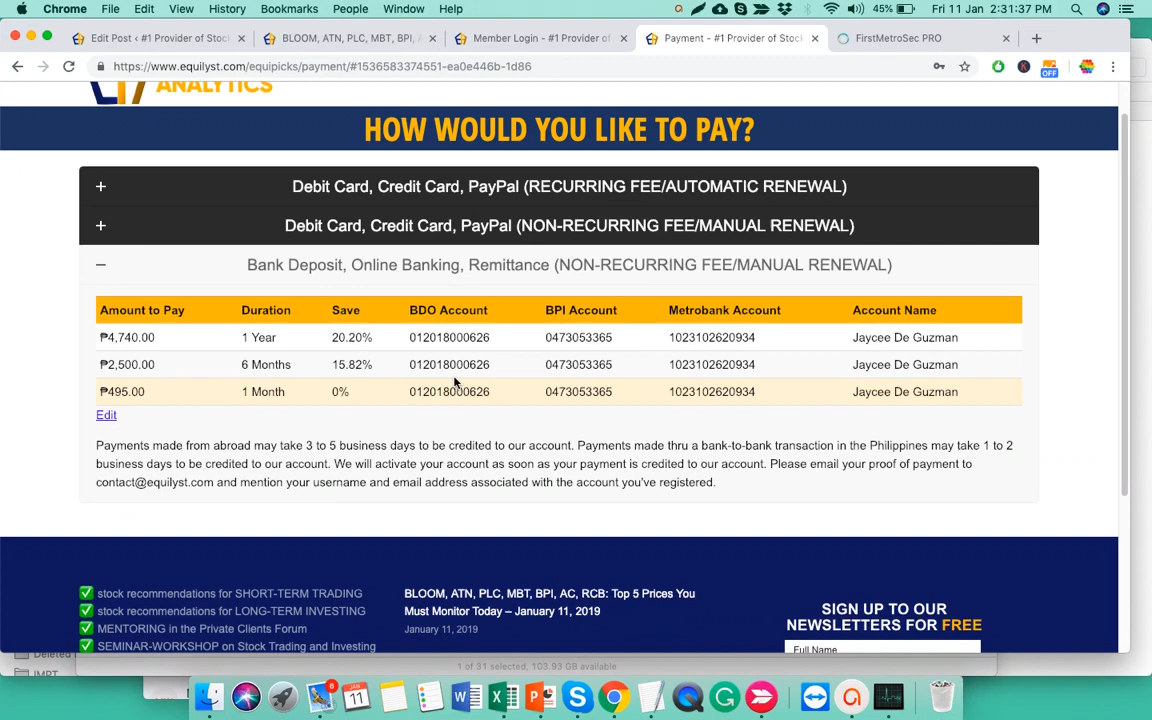 Chrome File Edit View History Bookmarks People Window Help 45% Fri 11 Jan 2:31:37 PM
Edit Post ‹ #1 Provider of Stock
BLOOM, ATN, PLC, MBT, BPI, A
Member Login - #1 Provider of
Payment - #1 Provider of Stock
FirstMetroSec PRO
https://www.equilyst.com/equipicks/payment/#1536583374551-ea0e446b-1d86
OFF
ANALYTICS
HOW WOULD YOU LIKE TO PAY?
+ Debit Card, Credit Card, PayPal (RECURRING FEE/AUTOMATIC RENEWAL)
+ Debit Card, Credit Card, PayPal (NON-RECURRING FEE/MANUAL RENEWAL)
− Bank Deposit, Online Banking, Remittance (NON-RECURRING FEE/MANUAL RENEWAL)
Amount to Pay Duration Save BDO Account BPI Account Metrobank Account Account Name
₱4,740.00 1 Year 20.20% 012018000626 0473053365 1023102620934 Jaycee De Guzman
₱2,500.00 6 Months 15.82% 012018000626 0473053365 1023102620934 Jaycee De Guzman
₱495.00 1 Month 0% 012018000626 0473053365 1023102620934 Jaycee De Guzman
Edit
Payments made from abroad may take 3 to 5 business days to be credited to our account. Payments made thru a bank-to-bank transaction in the Philippines may take 1 to 2
business days to be credited to our account. We will activate your account as soon as your payment is credited to our account. Please email your proof of payment to
contact@equilyst.com and mention your username and email address associated with the account you've registered.
stock recommendations for SHORT-TERM TRADING
stock recommendations for LONG-TERM INVESTING
MENTORING in the Private Clients Forum
SEMINAR-WORKSHOP on Stock Trading and Investing
BLOOM, ATN, PLC, MBT, BPI, AC, RCB: Top 5 Prices You
Must Monitor Today – January 11, 2019
January 11, 2019
SIGN UP TO OUR
NEWSLETTERS FOR FREE
Full Name
Deleted
IMPT
1 of 31 selected, 103.93 GB available
6
JAN
11